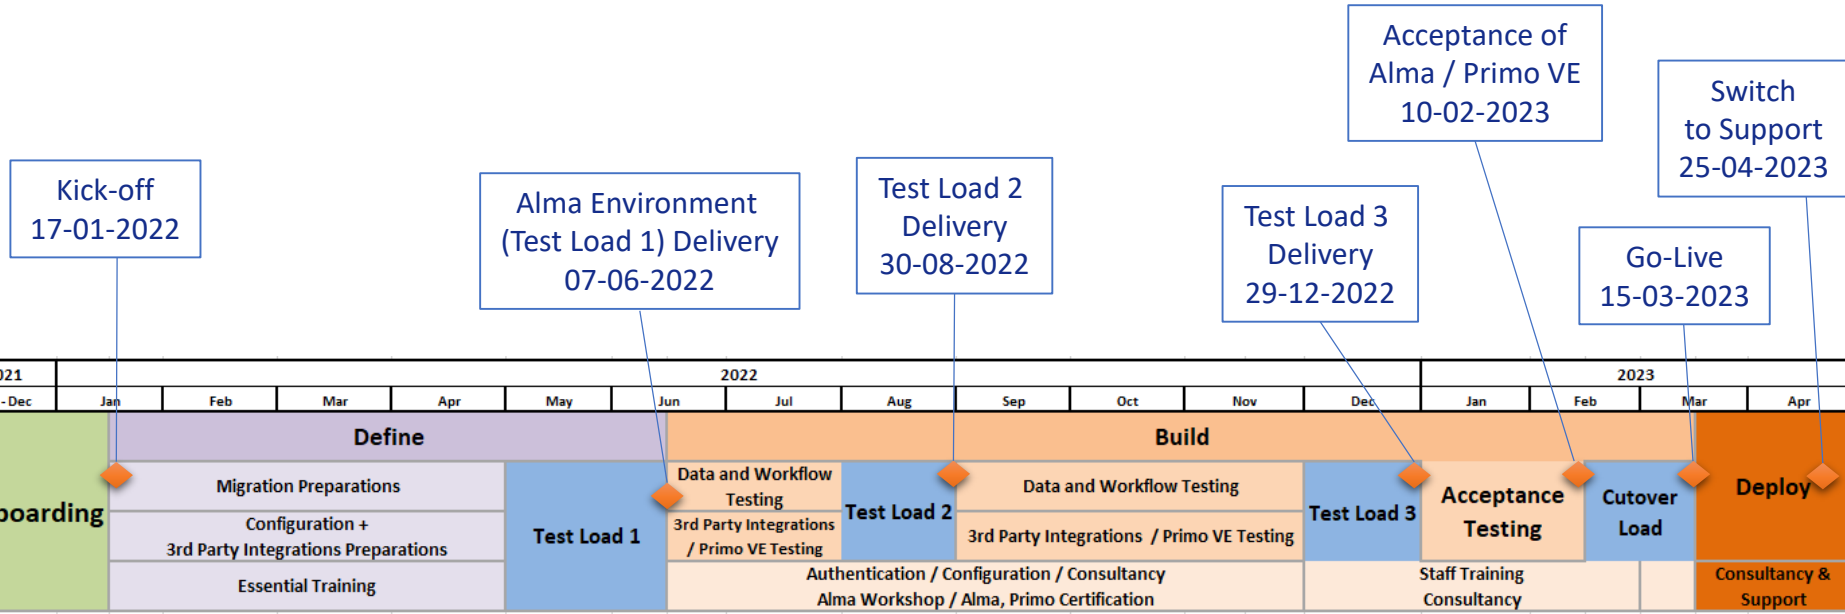 Acceptance of
Alma / Primo VE
10-02-2023
Switch
to Support
25-04-2023
Kick-off
17-01-2022
Alma Environment
(Test Load 1) Delivery
07-06-2022
Test Load 2
Delivery
30-08-2022
Test Load 3
Delivery
29-12-2022
Go-Live
15-03-2023
021 2022 2023
- Dec Jan Feb Mar Apr May Jun Jul Aug Sep Oct Nov Dec Jan Feb Mar Apr
Define
Build
boarding
Migration Preparations
Configuration +
3rd Party Integrations Preparations
Essential Training
Test Load 1
Data and Workflow
Testing
3rd Party Integrations
/ Primo VE Testing
Test Load 2
Data and Workflow Testing
3rd Party Integrations / Primo VE Testing
Test Load 3
Acceptance
Testing
Cutover
Load
Deploy
Authentication / Configuration / Consultancy
Alma Workshop / Alma, Primo Certification
Staff Training
Consultancy
Consultancy &
Support